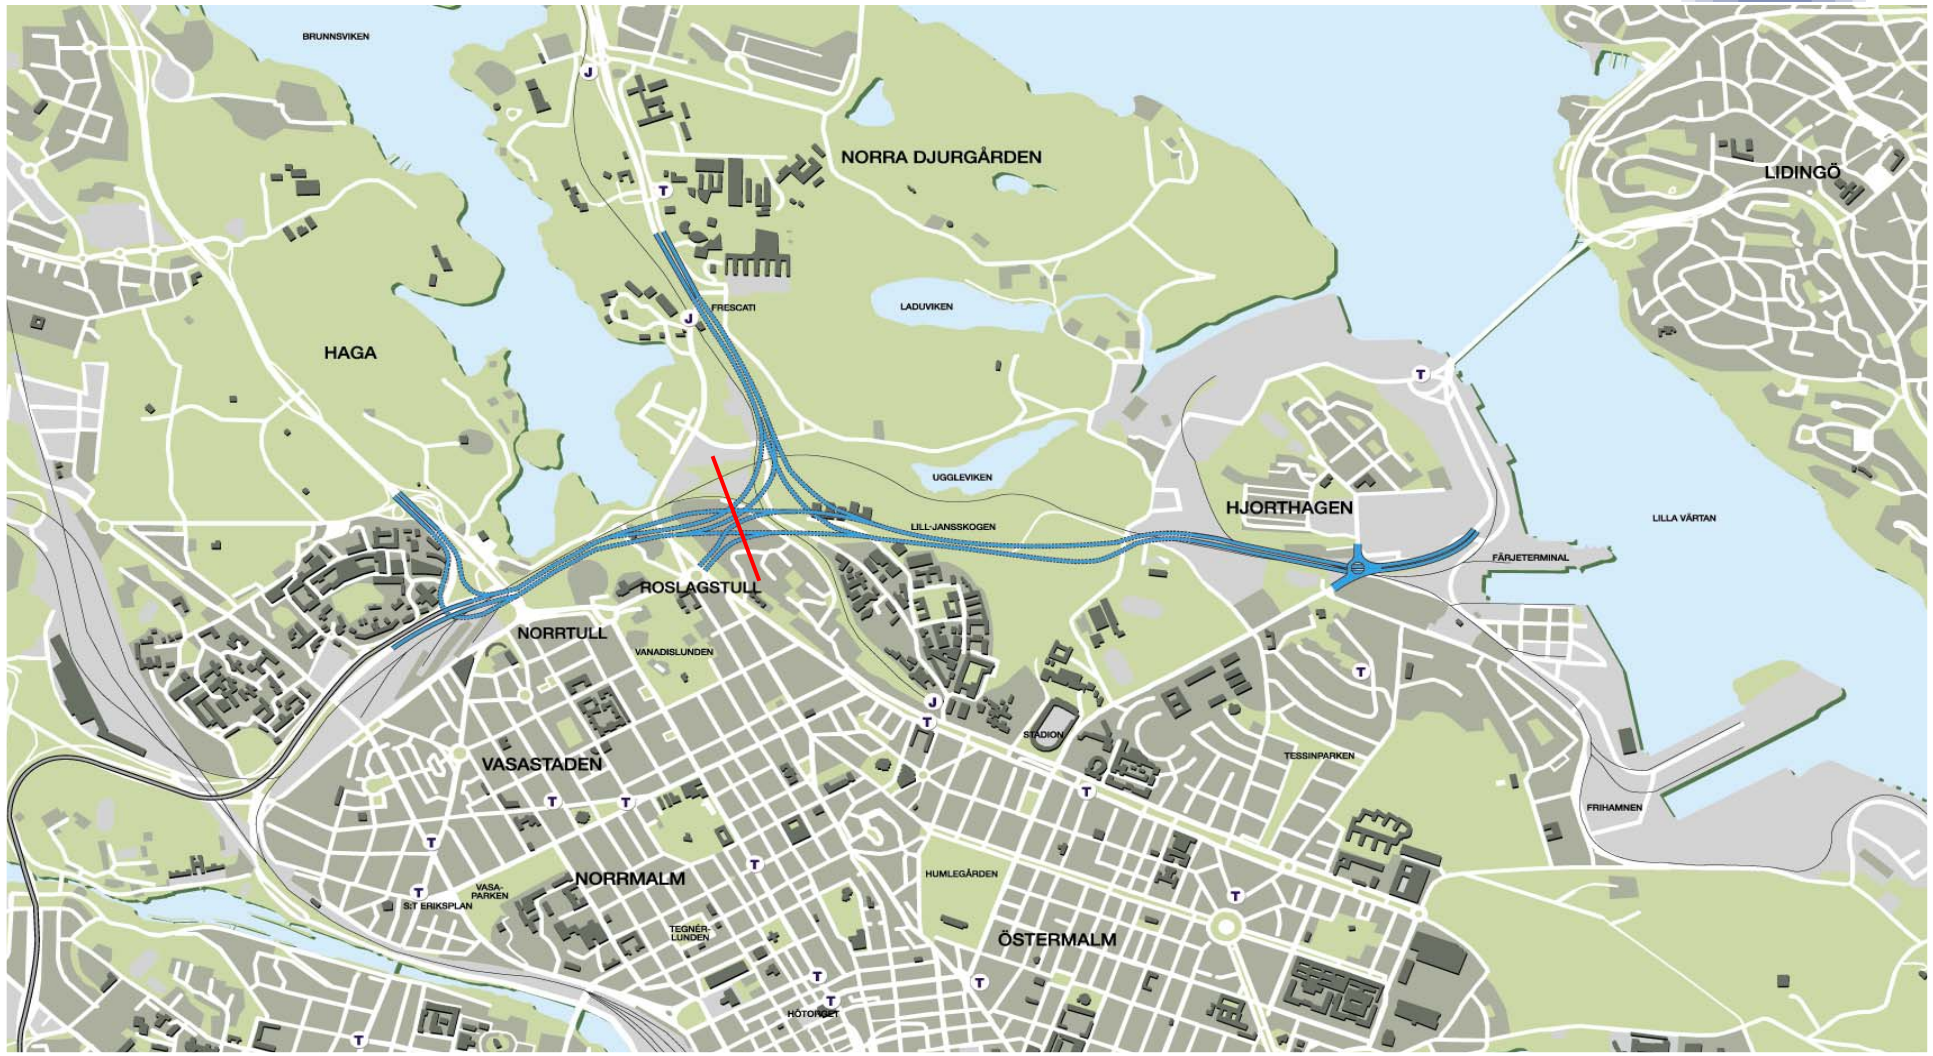 BRUNNSVIKEN
J
NORRA DJURGÅRDEN
LIDINGÖ
T
FRESCATI
LADUVIKEN
J
HAGA
T
UGGLEVIKEN
HJORTHAGEN
LILL-JANSSKOGEN
LILLA VÄRTAN
FÄRJETERMINAL
ROSLAGSTULL
NORRTULL
VANADISLUNDEN
T
J
T
STADION
TESSINPARKEN
VASASTADEN
T
T
T
FRIHAMNEN
T
T
HUMLEGÅRDEN
NORRMALM
T
VASA-
PARKEN
T
S:T ERIKSPLAN
TEGNÉR-
LUNDEN
ÖSTERMALM
T
T
T
HÖTORGET
T